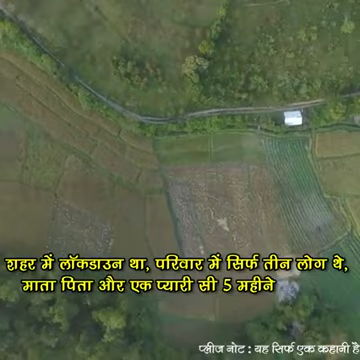 शहर में लॉकडाउन था, परिवार में सिर्फ तीन लोग थे,
माता पिता और एक प्यारी सी 5 महीने
प्लीज नोट : यह सिर्फ एक कहानी है